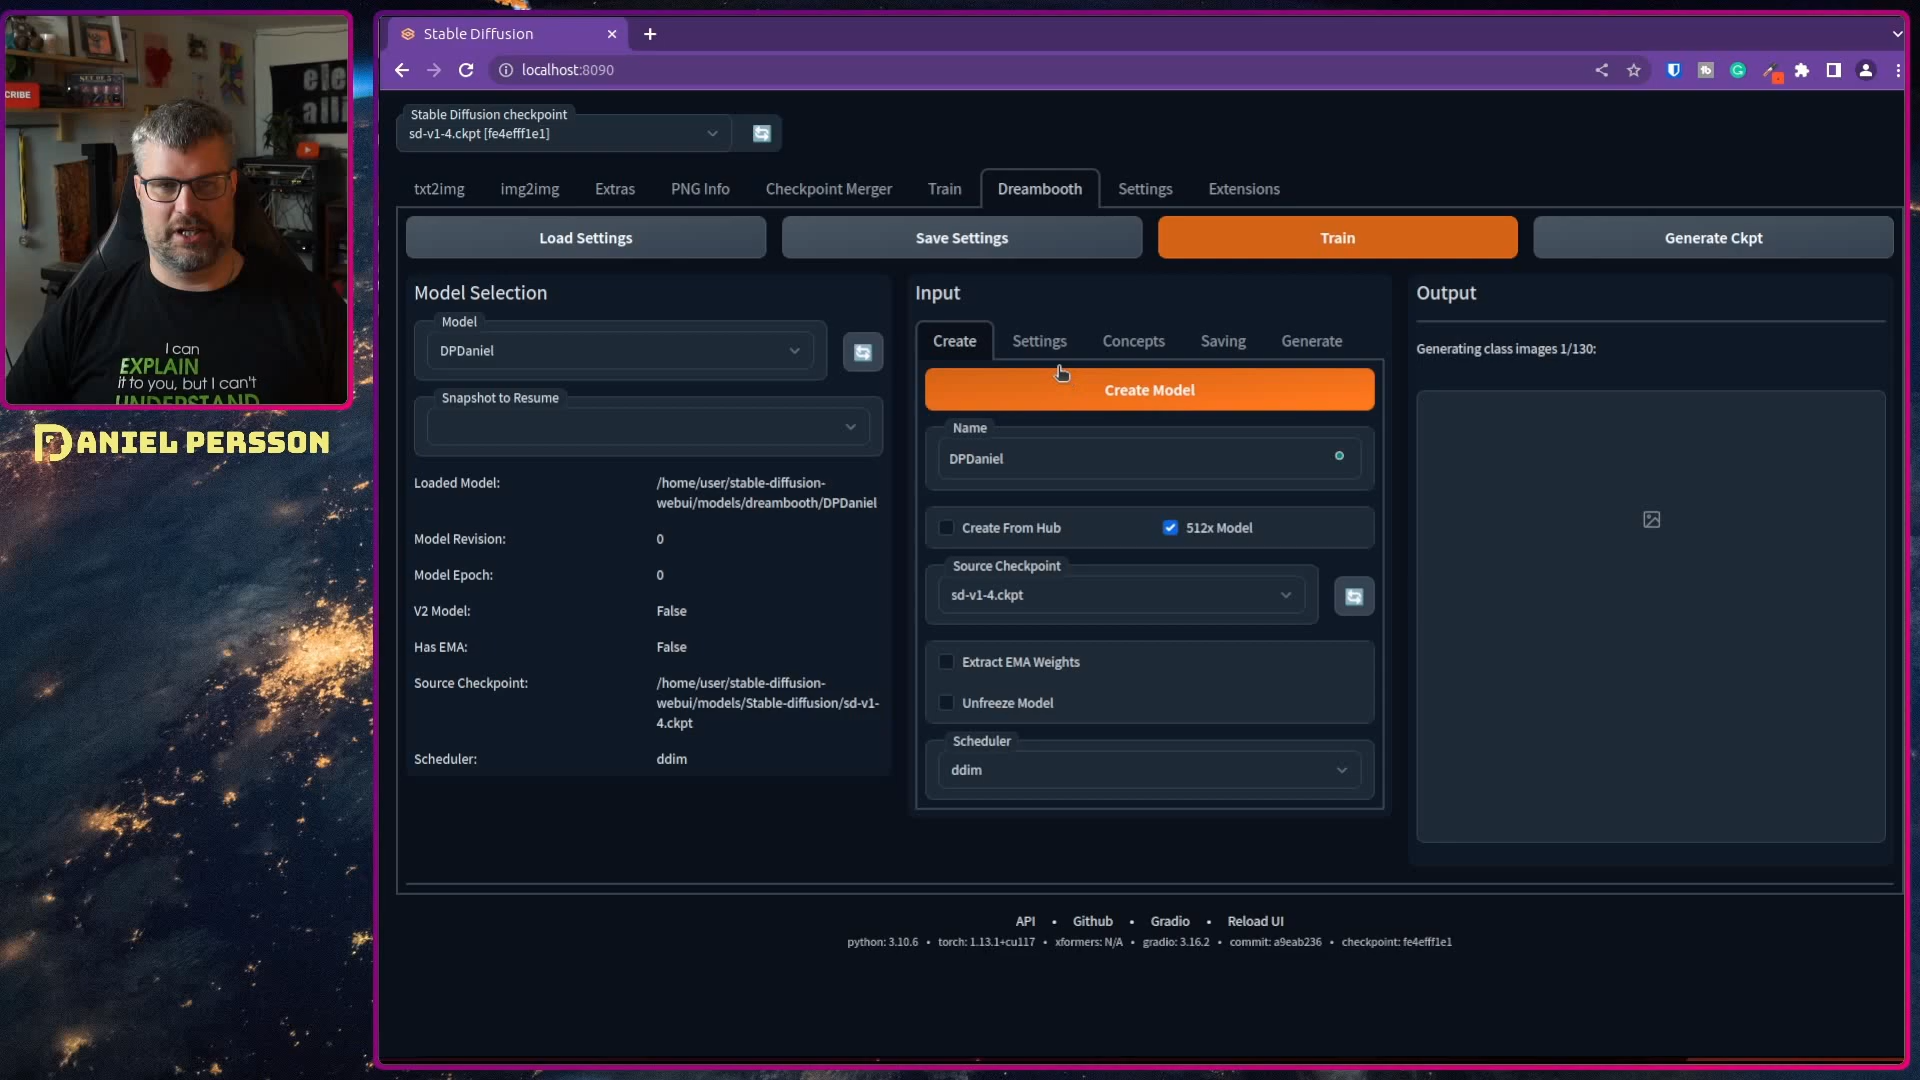 CRIBE
I can
EXPLAIN
it to you, but I can't
UNDERSTAND
DANIEL PERSSON
Stable Diffusion
localhost:8090
Stable Diffusion checkpoint
sd-v1-4.ckpt [fe4efff1e1]
txt2img
img2img
Extras
PNG Info
Checkpoint Merger
Train
Dreambooth
Settings
Extensions
Load Settings
Save Settings
Train
Generate Ckpt
Model Selection
Model
DPDaniel
Snapshot to Resume
Loaded Model:
/home/user/stable-diffusion-
webui/models/dreambooth/DPDaniel
Model Revision:
0
Model Epoch:
0
V2 Model:
False
Has EMA:
False
Source Checkpoint:
/home/user/stable-diffusion-
webui/models/Stable-diffusion/sd-v1-
4.ckpt
Scheduler:
ddim
Input
Create
Settings
Concepts
Saving
Generate
Create Model
Name
DPDaniel
Create From Hub
512x Model
Source Checkpoint
sd-v1-4.ckpt
Extract EMA Weights
Unfreeze Model
Scheduler
ddim
Output
Generating class images 1/130:
API • Github • Gradio • Reload UI
python: 3.10.6 • torch: 1.13.1+cu117 • xformers: N/A • gradio: 3.16.2 • commit: a9eab236 • checkpoint: fe4efff1e1